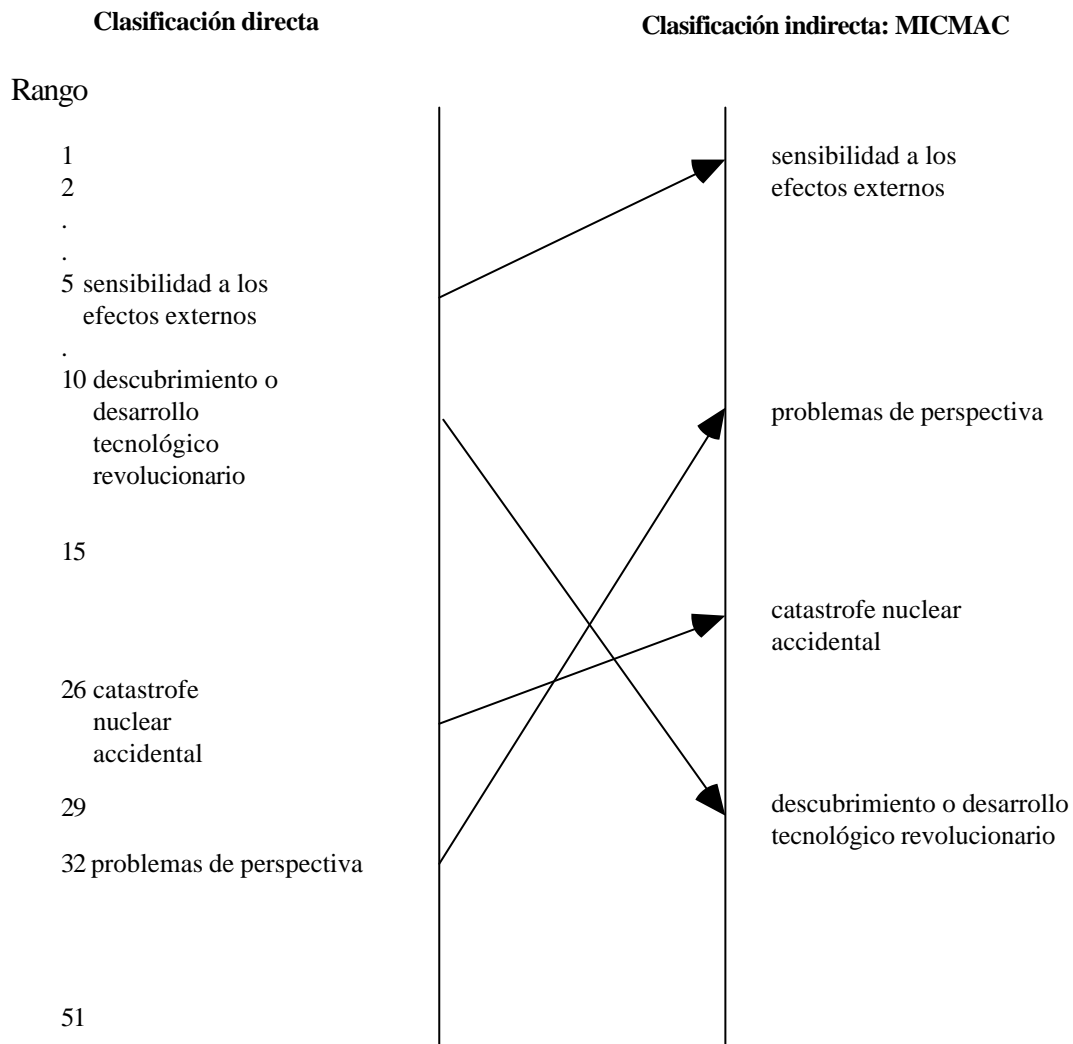 Clasificación directa
Clasificación indirecta: MICMAC
Rango
1
2
.
.
5 sensibilidad a los
efectos externos
.
10 descubrimiento o
desarrollo
tecnológico
revolucionario
15
26 catastrofe
nuclear
accidental
29
32 problemas de perspectiva
51
sensibilidad a los
efectos externos
problemas de perspectiva
catastrofe nuclear
accidental
descubrimiento o desarrollo
tecnológico revolucionario